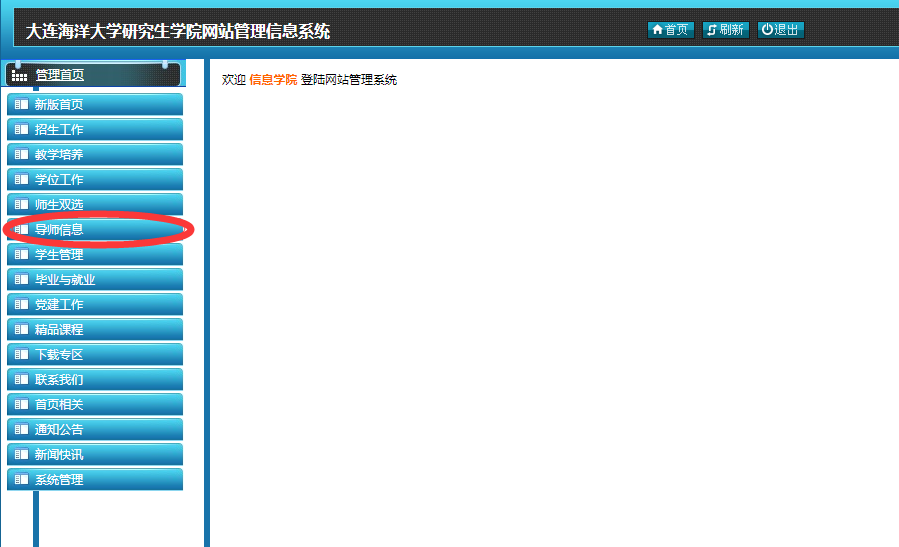 大连海洋大学研究生学院网站管理信息系统
首页 刷新 退出
管理首页
欢迎 信息学院 登陆网站管理系统
新版首页
招生工作
教学培养
学位工作
师生双选
导师信息
学生管理
毕业与就业
党建工作
精品课程
下载专区
联系我们
首页相关
通知公告
新闻快讯
系统管理